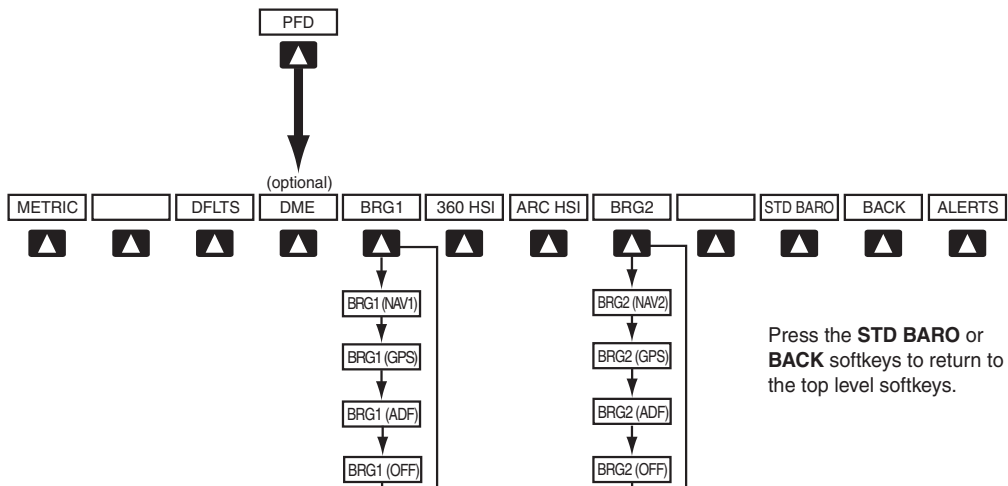 PFD
(optional)
METRIC
DFLTS
DME
BRG1
360 HSI
ARC HSI
BRG2
STD BARO
BACK
ALERTS
BRG1 (NAV1)
BRG1 (GPS)
BRG1 (ADF)
BRG1 (OFF)
BRG2 (NAV2)
BRG2 (GPS)
BRG2 (ADF)
BRG2 (OFF)
Press the STD BARO or
BACK softkeys to return to
the top level softkeys.